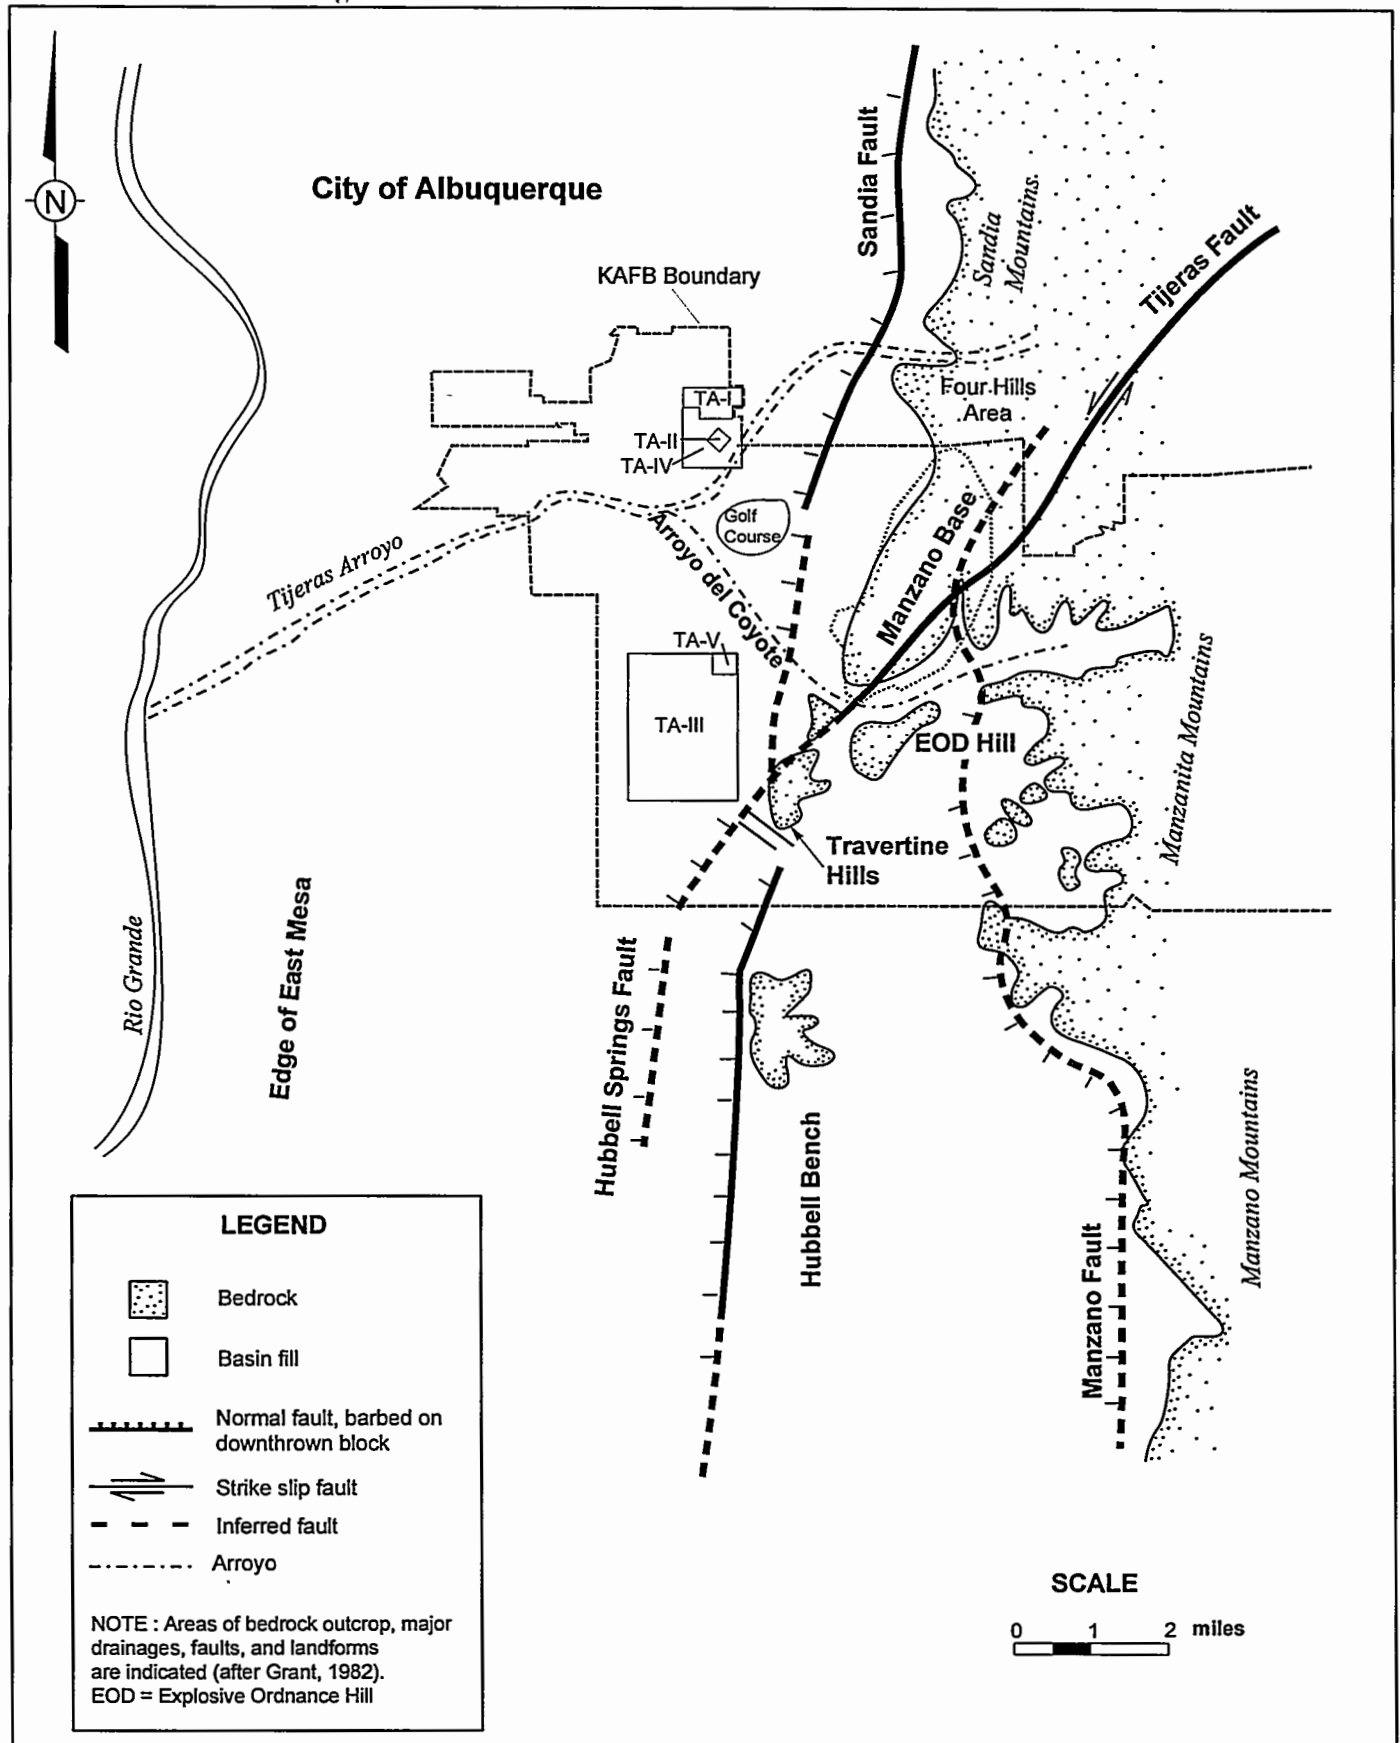 N
City of Albuquerque
Sandia Fault
Sandia
Mountains
Tijeras Fault
KAFB Boundary
TA-I
Four Hills
Area
TA-II
TA-IV
Golf
Course
Manzano Base
Arroyo del Coyote
Tijeras Arroyo
TA-V
TA-III
EOD Hill
Manzanita Mountains
Travertine
Hills
Rio Grande
Edge of East Mesa
Hubbell Springs Fault
Hubbell Bench
Manzano Fault
Manzano Mountains
LEGEND
Bedrock
Basin fill
Normal fault, barbed on
downthrown block
Strike slip fault
Inferred fault
Arroyo
NOTE : Areas of bedrock outcrop, major
drainages, faults, and landforms
are indicated (after Grant, 1982).
EOD = Explosive Ordnance Hill
SCALE
0 1 2 miles